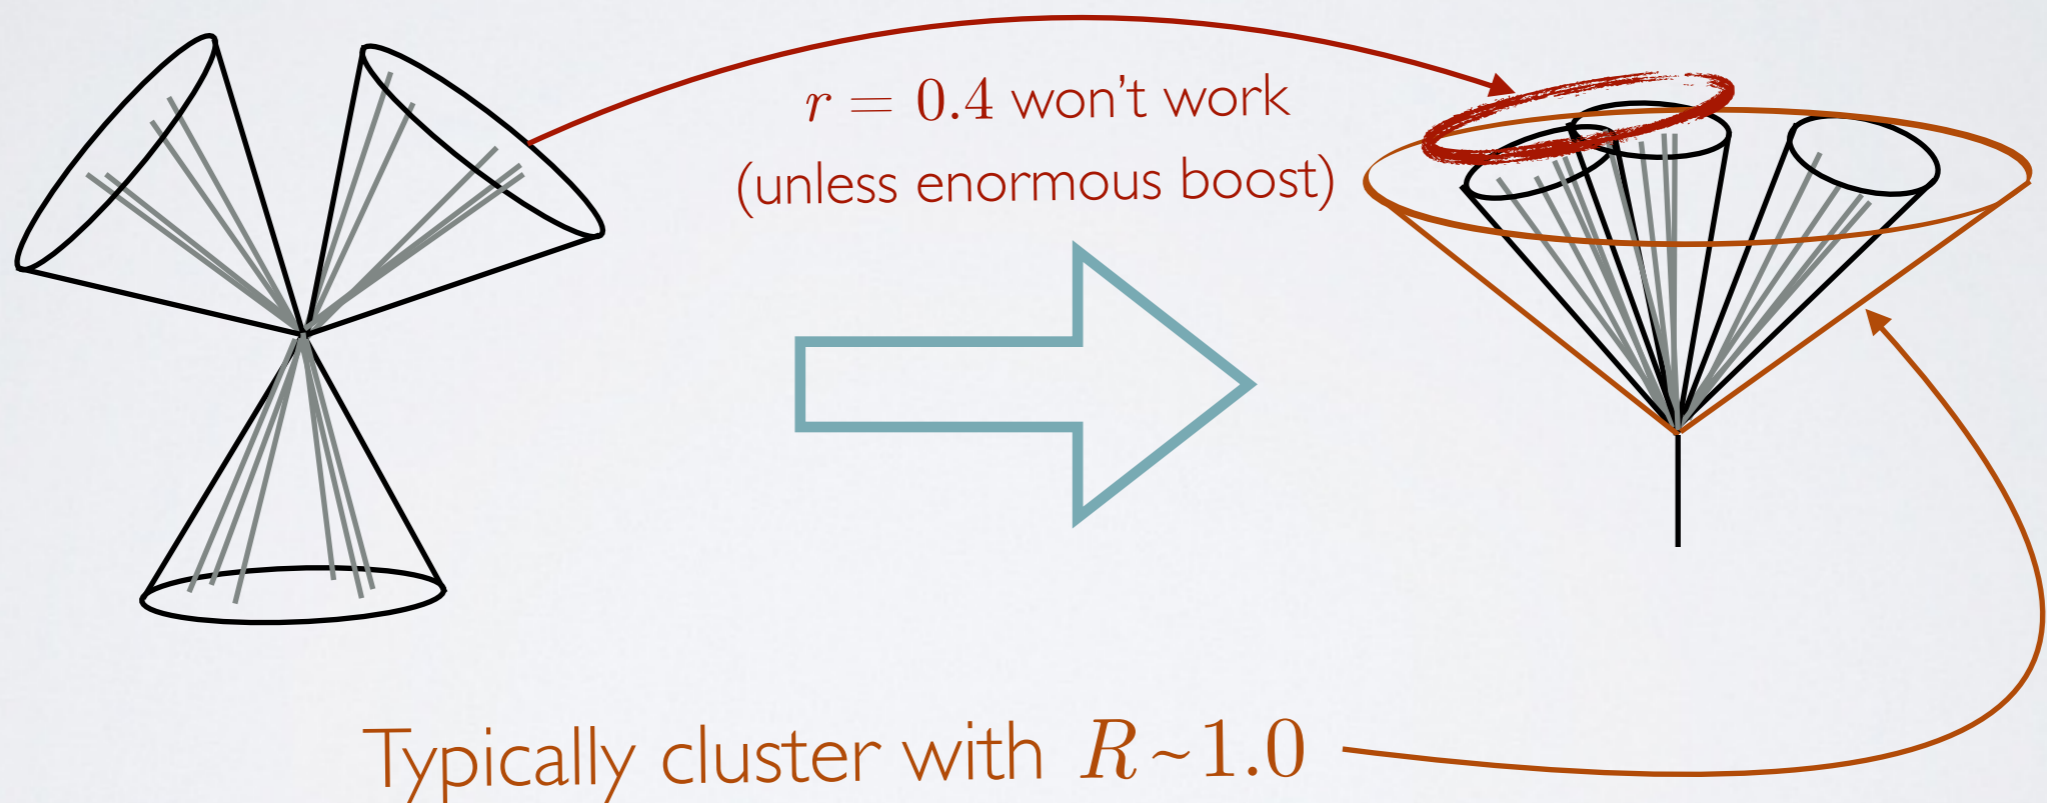 r = 0.4 won't work
(unless enormous boost)
Typically cluster with R ~ 1.0